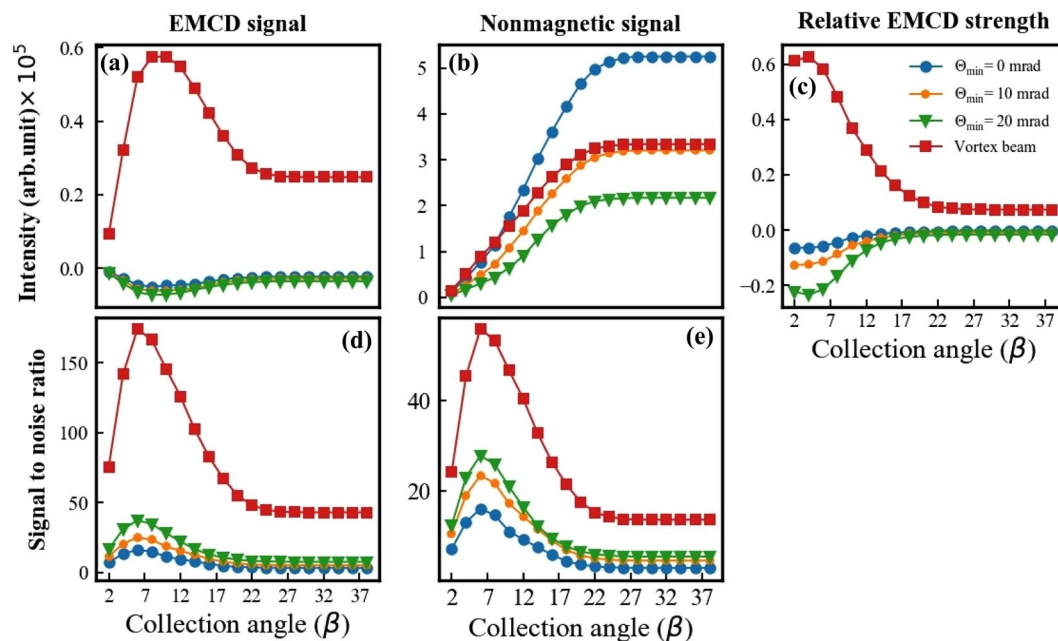 EMCD signal
Nonmagnetic signal
Relative EMCD strength
Intensity (arb.unit)× 10⁵
0.6
0.4
0.2
0.0
(a)
5
4
3
2
1
0
(b)
0.6
0.4
0.2
0.0
−0.2
(c)
Θmin= 0 mrad
Θmin= 10 mrad
Θmin= 20 mrad
Vortex beam
2 7 12 17 22 27 32 37
Collection angle (β)
Signal to noise ratio
150
100
50
0
(d)
2 7 12 17 22 27 32 37
Collection angle (β)
40
20
(e)
2 7 12 17 22 27 32 37
Collection angle (β)